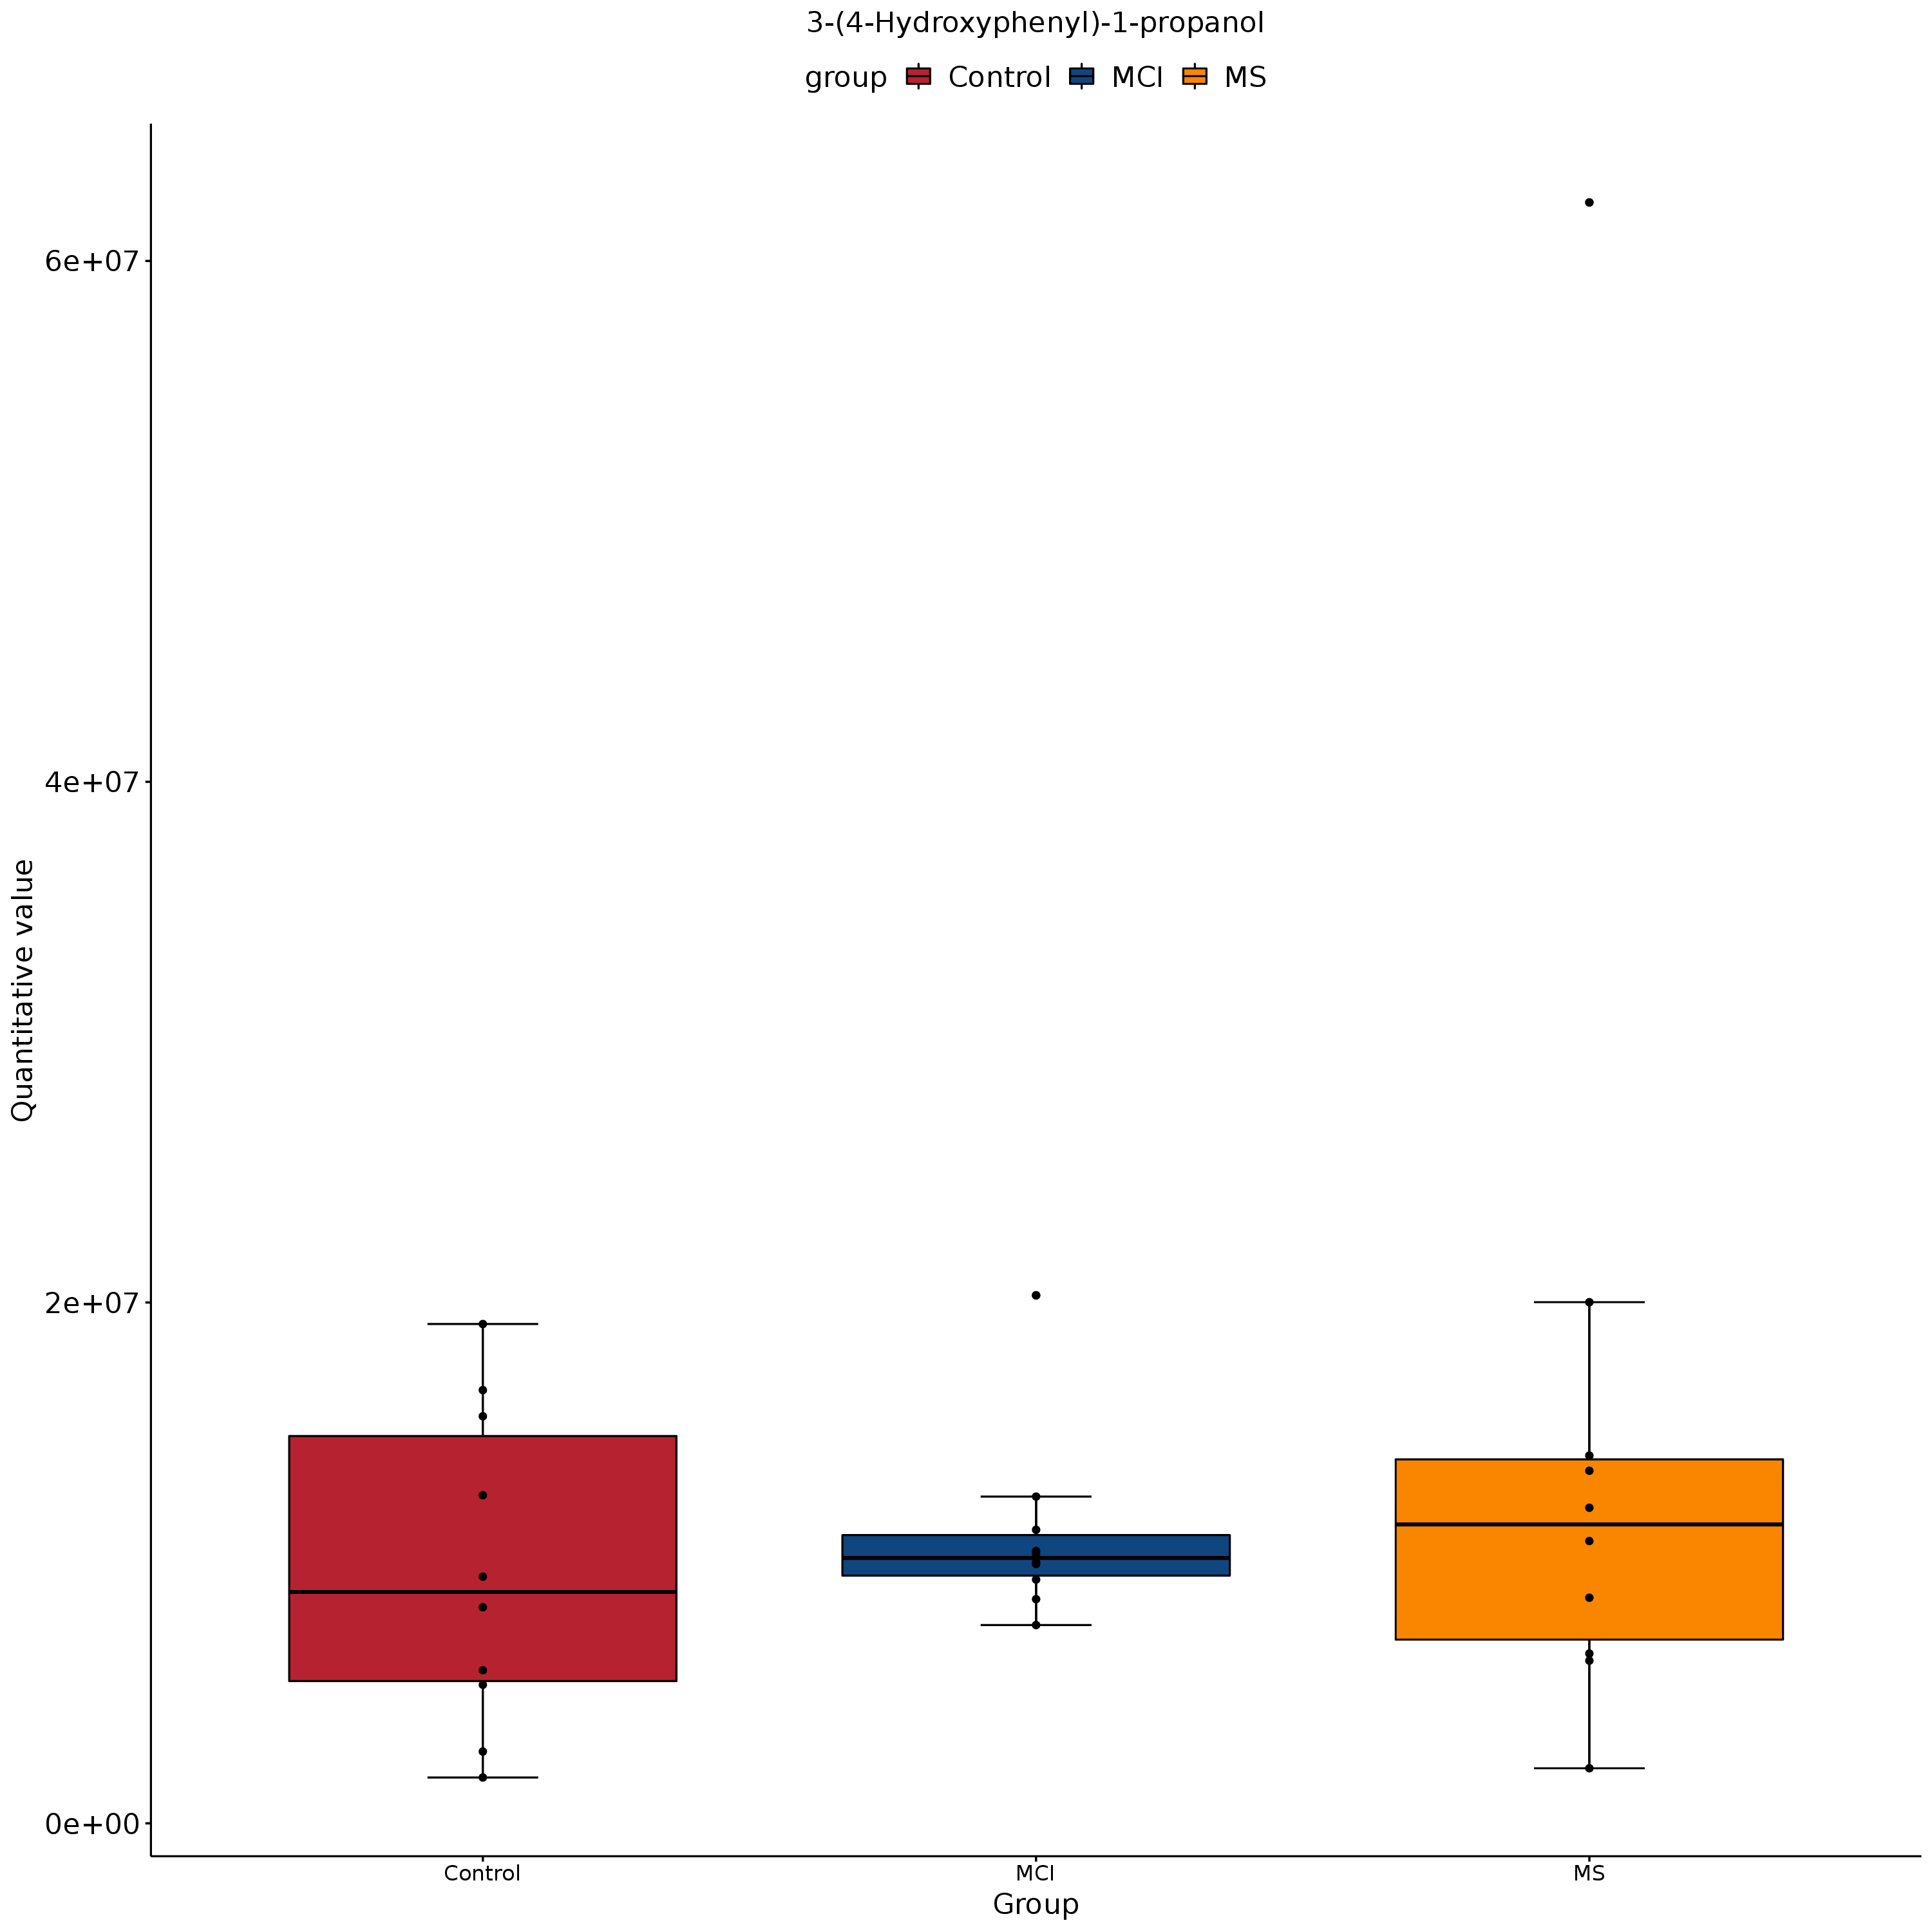 3-(4-Hydroxyphenyl)-1-propanol
group Control MCI MS
6e+07
4e+07
2e+07
0e+00
Quantitative value
Control MCI MS
Group